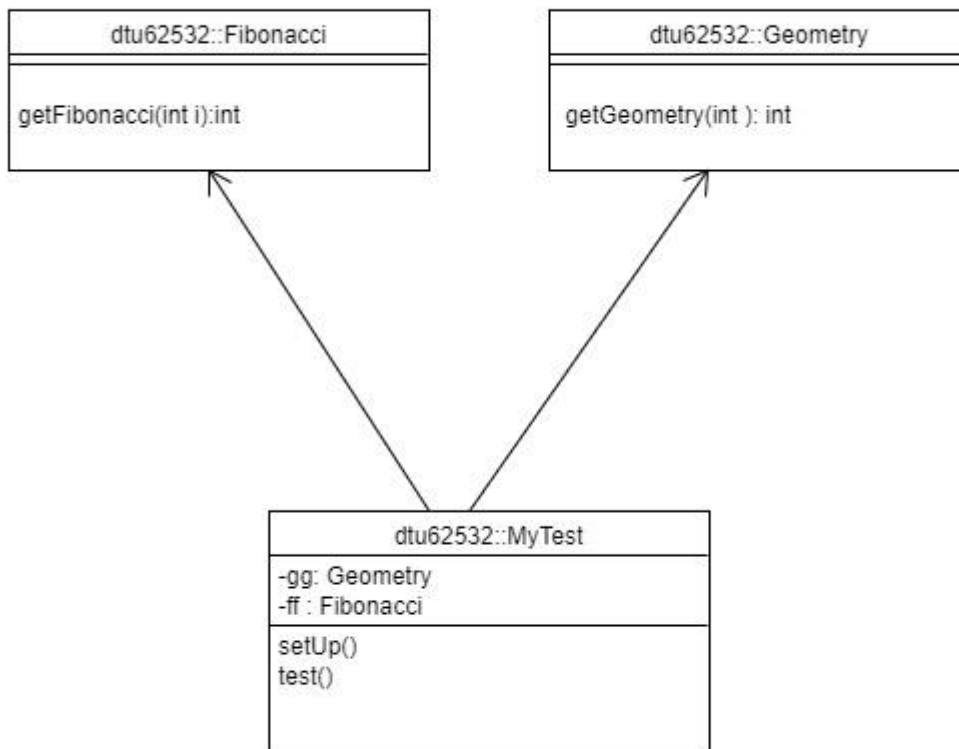 dtu62532::Fibonacci
getFibonacci(int i):int
dtu62532::Geometry
getGeometry(int ): int
dtu62532::MyTest
-gg: Geometry
-ff : Fibonacci
setUp()
test()